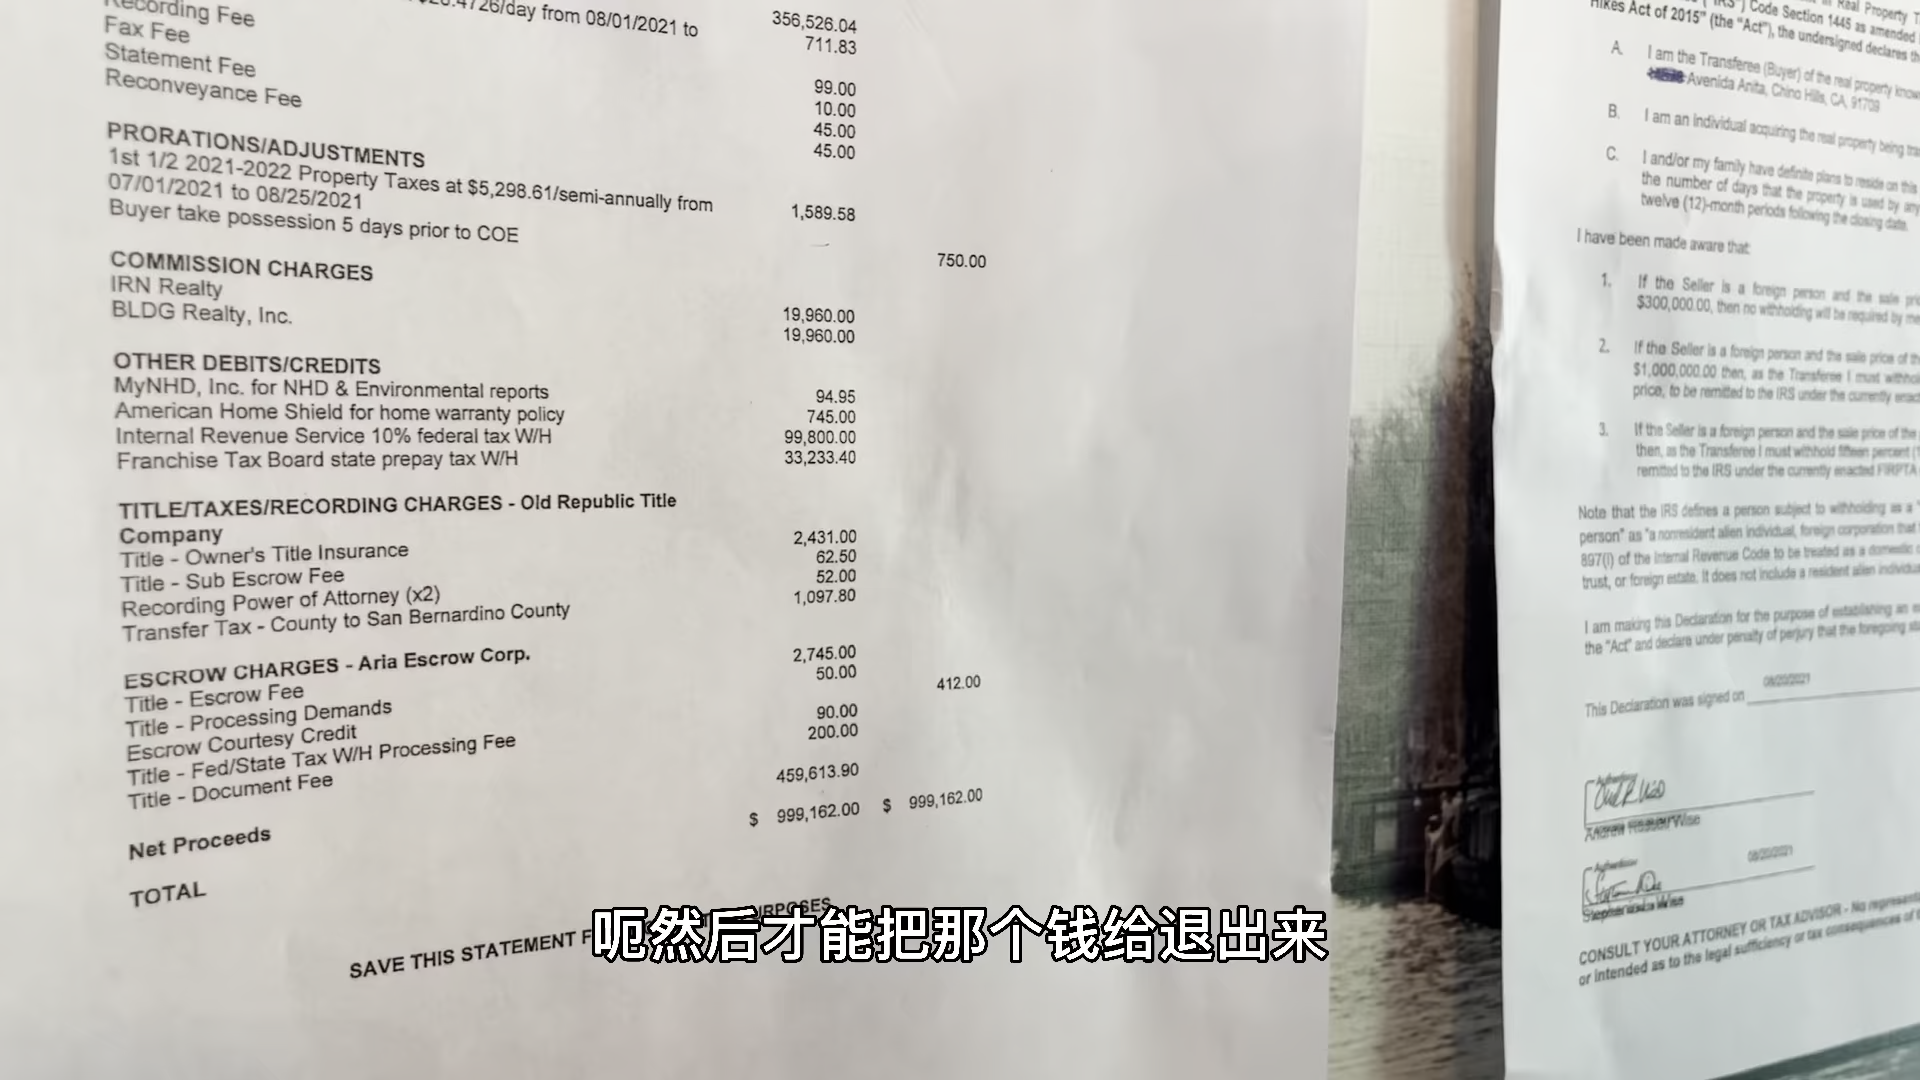 Recording Fee
/day from 08/01/2021 to
356,526.04
711.83
Fax Fee
99.00
Statement Fee
10.00
Reconveyance Fee
45.00
45.00
PRORATIONS/ADJUSTMENTS
1st 1/2 2021-2022 Property Taxes at $5,298.61/semi-annually from
07/01/2021 to 08/25/2021
1,589.58
Buyer take possession 5 days prior to COE
750.00
COMMISSION CHARGES
IRN Realty
19,960.00
BLDG Realty, Inc.
19,960.00
OTHER DEBITS/CREDITS
MyNHD, Inc. for NHD & Environmental reports
94.95
American Home Shield for home warranty policy
745.00
Internal Revenue Service 10% federal tax W/H
99,800.00
Franchise Tax Board state prepay tax W/H
33,233.40
TITLE/TAXES/RECORDING CHARGES - Old Republic Title
Company
Title - Owner's Title Insurance
2,431.00
Title - Sub Escrow Fee
62.50
Recording Power of Attorney (x2)
52.00
Transfer Tax - County to San Bernardino County
1,097.80
ESCROW CHARGES - Aria Escrow Corp.
Title - Escrow Fee
2,745.00
Title - Processing Demands
50.00
Escrow Courtesy Credit
412.00
Title - Fed/State Tax W/H Processing Fee
90.00
Title - Document Fee
200.00
Net Proceeds
459,613.90
TOTAL
$ 999,162.00 $ 999,162.00
SAVE THIS STATEMENT
呃然后才能把那个钱给退出来
Real Property
Code Section 1445 as amended
Hikes Act of 2015" (the "Act"), the undersigned declares
A. I am the Transferee (Buyer) of the real property
Avenida Anita, Chino Hills, CA, 91709
B. I am an individual acquiring the real property being
C. I and/or my family have definite plans to reside on this
the number of days that the property is used by any
twelve (12)-month periods following the closing date.
I have been made aware that:
1. If the Seller is a foreign person and the sale
$300,000.00, then no withholding will be required by
2. If the Seller is a foreign person and the sale price of
$1,000,000.00 then, as the Transferee I must
price, to be remitted to the IRS under the currently
3. If the Seller is a foreign person and the sale price of the
then, as the Transferee I must withhold fifteen percent
remitted to the IRS under the currently enacted FIRPTA
Note that the IRS defines a person subject to withholding as a
person" as "a nonresident alien individual, foreign corporation that
897(i) of the Internal Revenue Code to be treated as a domestic
trust, or foreign estate. It does not include a resident alien
I am making this Declaration for the purpose of establishing an
the "Act" and declare under penalty of perjury that the foregoing
This Declaration was signed on 08/20/2021
08/20/2021
CONSULT YOUR ATTORNEY OR TAX ADVISOR - No
or intended as to the legal sufficiency or tax consequences of